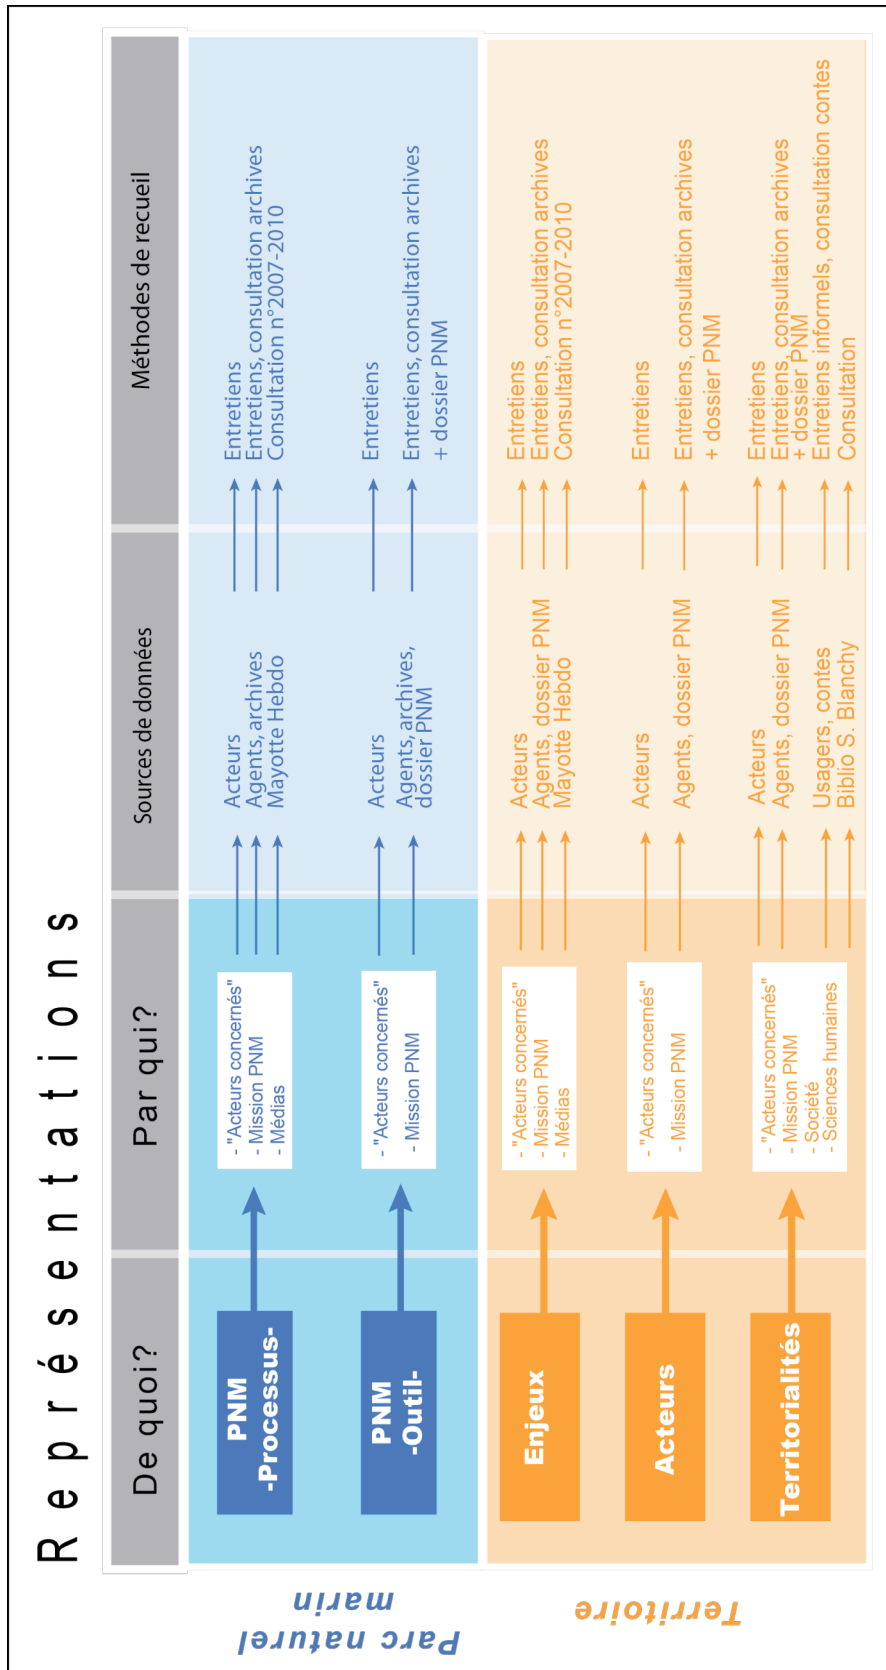 Représentations
De quoi?
Par qui?
Sources de données
Méthodes de recueil
Parc naturel
marin
PNM
-Processus-
- "Acteurs concernés"
- Mission PNM
- Médias
Acteurs
Agents, archives
Mayotte Hebdo
Entretiens
Entretiens, consultation archives
Consultation n°2007-2010
PNM
-Outil-
- "Acteurs concernés"
- Mission PNM
Acteurs
Agents, archives,
dossier PNM
Entretiens
Entretiens, consultation archives
+ dossier PNM
Territoire
Enjeux
- "Acteurs concernés"
- Mission PNM
- Médias
Acteurs
Agents, dossier PNM
Mayotte Hebdo
Entretiens
Entretiens, consultation archives
Consultation n°2007-2010
Acteurs
- "Acteurs concernés"
- Mission PNM
Acteurs
Agents, dossier PNM
Entretiens
Entretiens, consultation archives
+ dossier PNM
Territorialités
- "Acteurs concernés"
- Mission PNM
- Société
- Sciences humaines
Acteurs
Agents, dossier PNM
Usagers, contes
Biblio S. Blanchy
Entretiens
Entretiens, consultation archives
+ dossier PNM
Entretiens informels, consultation contes
Consultation